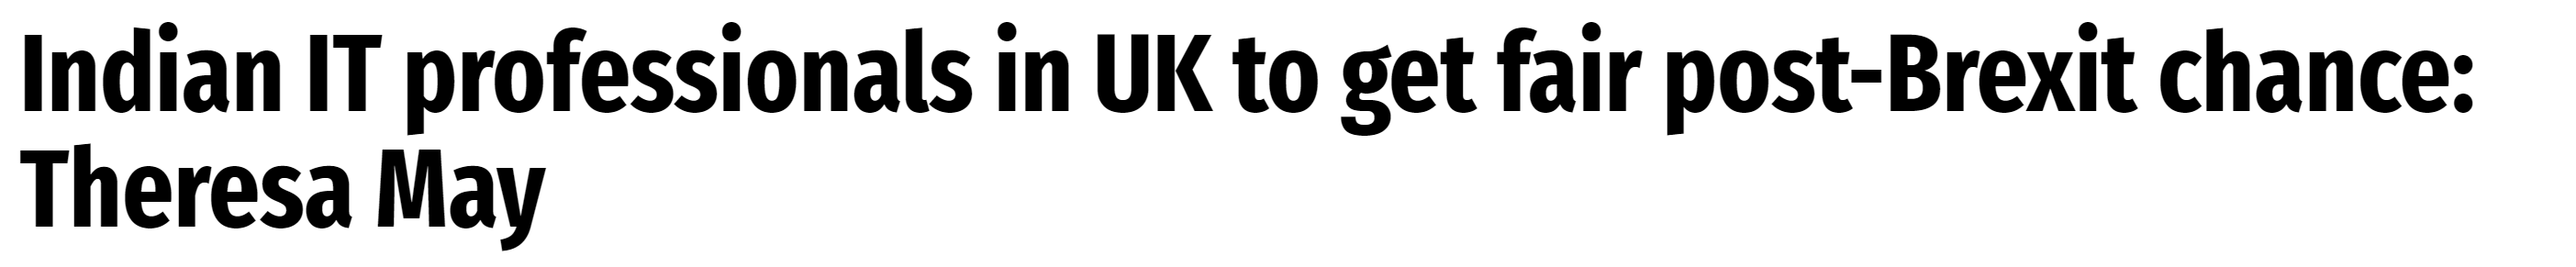 Indian IT professionals in UK to get fair post-Brexit chance:
Theresa May